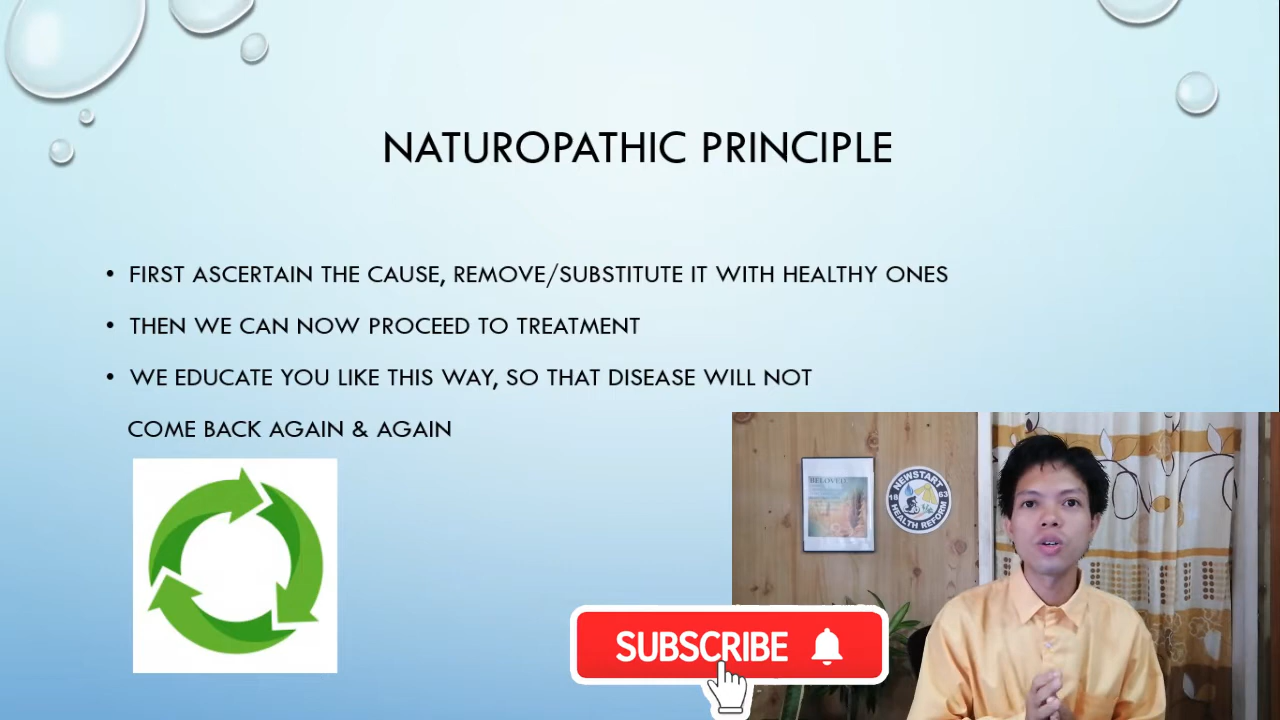 NATUROPATHIC PRINCIPLE
• FIRST ASCERTAIN THE CAUSE, REMOVE/SUBSTITUTE IT WITH HEALTHY ONES
• THEN WE CAN NOW PROCEED TO TREATMENT
• WE EDUCATE YOU LIKE THIS WAY, SO THAT DISEASE WILL NOT
COME BACK AGAIN & AGAIN
BELOVED
NEWSTART
18 63
HEALTH REFORM
SUBSCRIBE